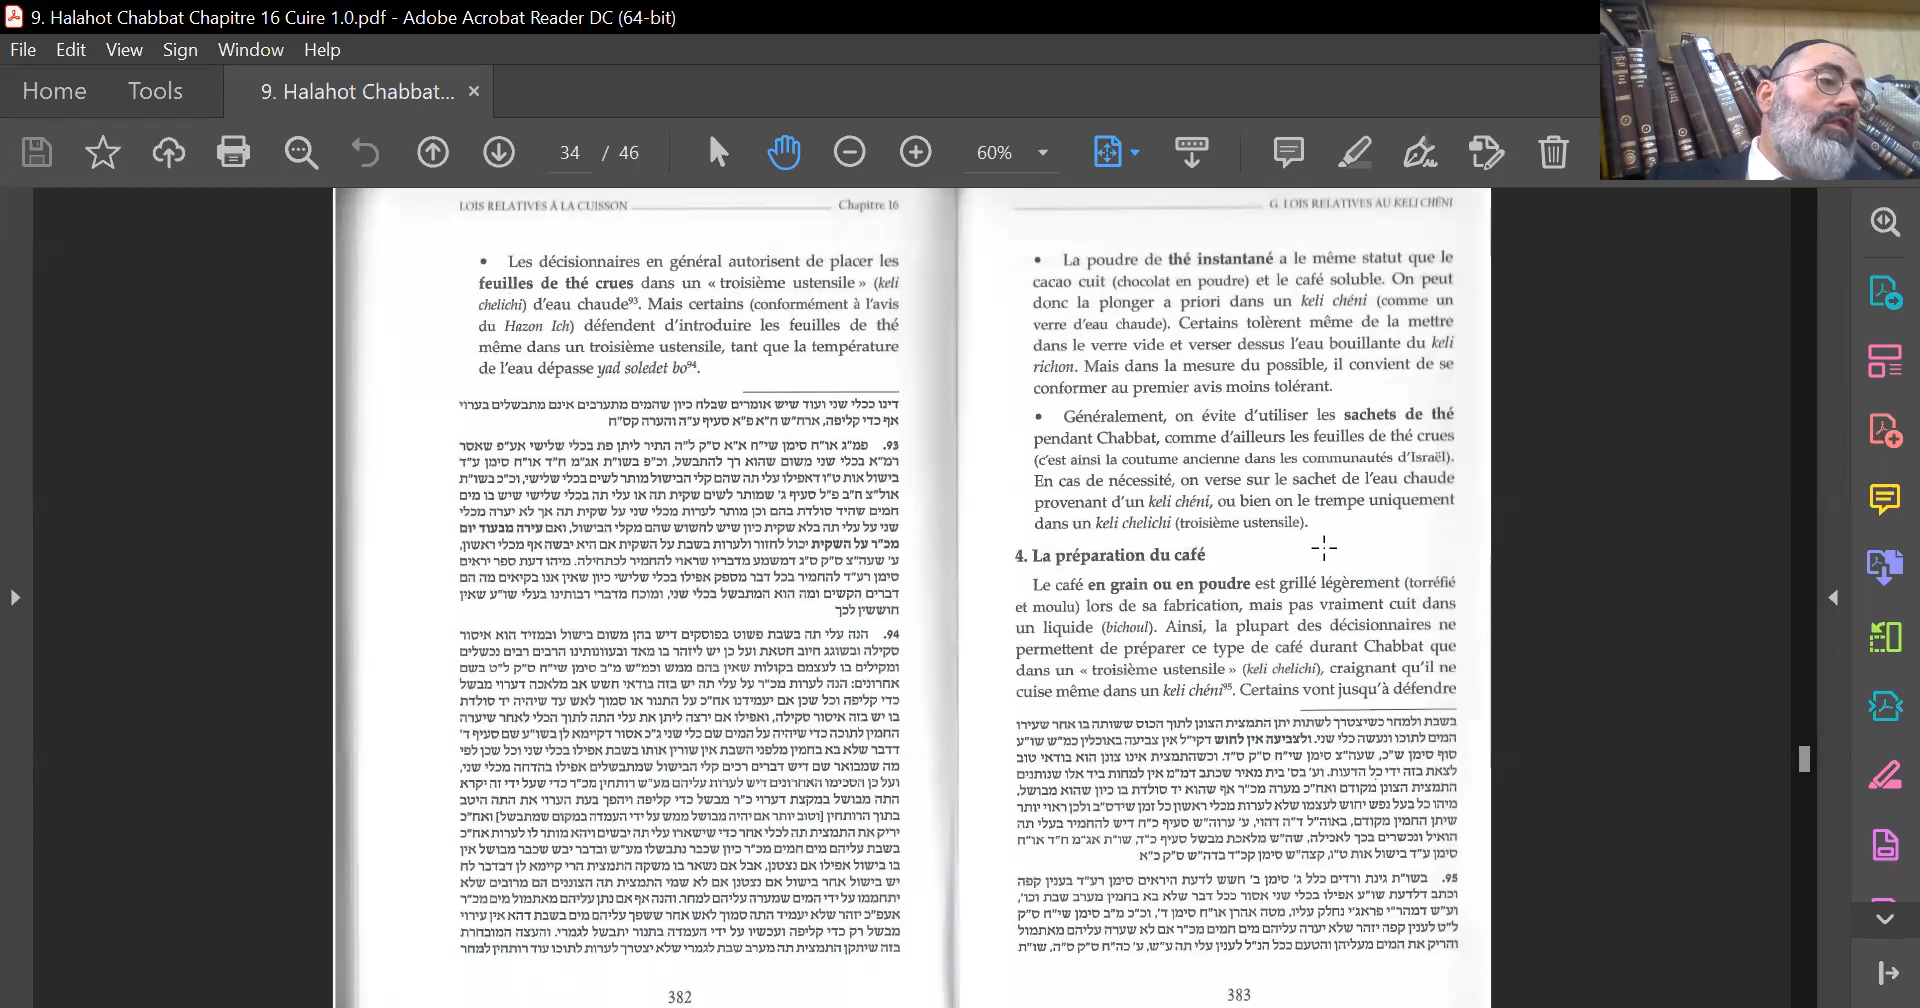 9. Halahot Chabbat Chapitre 16 Cuire 1.0.pdf - Adobe Acrobat Reader DC (64-bit)
File Edit View Sign Window Help
Home Tools 9. Halahot Chabbat... ×
34 / 46 60%
LOIS RELATIVES À LA CUISSON Chapitre 16
• Les décisionnaires en général autorisent de placer les
feuilles de thé crues dans un « troisième ustensile » (keli
chelichi) d'eau chaude⁹³. Mais certains (conformément à l'avis
du Hazon Ich) défendent d'introduire les feuilles de thé
même dans un troisième ustensile, tant que la température
de l'eau dépasse yad soledet bo⁹⁴.
דינו ככלי שני ועוד שיש אומרים שבלח כיון שהמים מתערבים אינם מתבשלים בערוי
אף כדי קליפה, ארח״ש ח״א פ״א סעיף ע״ה והערה קס״ח
93. פמ״ג או״ח סימן שי״ח א״א ס״ק ל״ה התיר ליתן פת בכלי שלישי אע״פ שאסר
רמ״א בכלי שני משום שהוא רך להתבשל, וכ״פ בשו״ת אג״מ ח״ד או״ח סימן ע״ד
בישול אות ט״ו דאפילו עלי תה שהם קלי הבישול מותר לשים בכלי שלישי, וכ״כ בשו״ת
אול״צ ח״ב פ״ל סעיף ג׳ שמותר לשים שקית תה או עלי תה בכלי שלישי שיש בו מים
חמים שהיד סולדת בהם וכן מותר לערות מכלי שני על שקית תה אך לא יערה מכלי
שני על עלי תה בלא שקית כיון שיש לחשוש שהם מקלי הבישול, ואם עירה מבעוד יום
מכ״ר על השקית יכול לחזור ולערות בשבת על השקית אם היא יבשה אף מכלי ראשון,
ע׳ שעה״צ ס״ק ס״ג דמשמע מדבריו שראוי להחמיר לכתחילה. מיהו דעת ספר יראים
סימן רע״ד להחמיר בכל דבר מספק אפילו בכלי שלישי כיון שאין אנו בקיאים מה הם
דברים הקשים ומה הוא המתבשל בכלי שני, ומוכח מדברי רבותינו בעלי שו״ע שאין
חוששין לכך
94. הנה עלי תה בשבת פשוט בפוסקים דיש בהן משום בישול ובמזיד הוא איסור
סקילה ובשוגג חיוב חטאת ועל כן יש ליזהר בו מאד ובעוונותינו הרבים רבים נכשלים
ומקילים בו לעצמם בקולות שאין בהם ממש וכמ״ש מ״ב סימן שי״ח ס״ק ל״ט בשם
אחרונים: הנה לערות מכ״ר על עלי תה יש בזה בודאי חשש אב מלאכה דערוי מבשל
כדי קליפה וכל שכן אם יעמידנו אח״כ על התנור או סמוך לאש עד שיהיה יד סולדת
בו יש בזה איסור סקילה, ואפילו אם ירצה ליתן את עלי התה לתוך הכלי לאחר שיערה
החמין לתוכה כדי שיהיה על המים שם כלי שני ג״כ אסור דקיימא לן בשו״ע שם סעיף ד׳
דדבר שלא בא בחמין מלפני השבת אין שורין אותו בשבת אפילו בכלי שני וכל שכן לפי
מה שמבואר שם דיש דברים רכים קלי הבישול שמתבשלים אפילו בהדחה מכלי שני,
ועל כן הסכימו האחרונים דיש לערות עליהם מע״ש רותחין מכ״ר כדי שעל ידי זה יקרא
התה מבושל במקצת דערוי כ״ר מבשל כדי קליפה ויהפך בעת הערוי את התה היטב
בתוך הרותחין [וטוב יותר אם יהיה מבושל ממש על ידי העמדה במקום שמתבשל] ואח״כ
יריק את התמצית תה לכלי אחר כדי שישארו עלי תה יבשים ויהא מותר לו לערות אח״כ
בשבת עליהם מים חמים מכ״ר כיון שכבר נתבשלו מע״ש ובדבר יבש שכבר מבושל אין
בו בישול אפילו אם נצטנן, אבל אם נשאר בו משקה התמצית הרי קיימא לן דבדבר לח
יש בישול אחר בישול אם נצטנן אם לא שמי התמצית תה הצוננים הם מרובים שלא
יתחממו על ידי המים שמערה עליהם למחר. והנה אף אם נתן עליהם מאתמול מים מכ״ר
אעפ״כ יזהר שלא יעמיד התה סמוך לאש אחר ששפך עליהם מים בשבת דהא אין עירוי
מבשל רק כדי קליפה ועכשיו על ידי העמדה בתנור יתבשל לגמרי. והעצה המובחרת
בזה שיתקן התמצית תה מערב שבת לגמרי שלא יצטרך לערות לתוכו עוד רותחין למחר
382
G. LOIS RELATIVES AU KELI CHÉNI
• La poudre de thé instantané a le même statut que le
cacao cuit (chocolat en poudre) et le café soluble. On peut
donc la plonger a priori dans un keli chéni (comme un
verre d'eau chaude). Certains tolèrent même de la mettre
dans le verre vide et verser dessus l'eau bouillante du keli
richon. Mais dans la mesure du possible, il convient de se
conformer au premier avis moins tolérant.
• Généralement, on évite d'utiliser les sachets de thé
pendant Chabbat, comme d'ailleurs les feuilles de thé crues
(c'est ainsi la coutume ancienne dans les communautés d'Israël).
En cas de nécessité, on verse sur le sachet de l'eau chaude
provenant d'un keli chéni, ou bien on le trempe uniquement
dans un keli chelichi (troisième ustensile).
4. La préparation du café
Le café en grain ou en poudre est grillé légèrement (torréfié
et moulu) lors de sa fabrication, mais pas vraiment cuit dans
un liquide (bichoul). Ainsi, la plupart des décisionnaires ne
permettent de préparer ce type de café durant Chabbat que
dans un « troisième ustensile » (keli chelichi), craignant qu'il ne
cuise même dans un keli chéni⁹⁵. Certains vont jusqu'à défendre
בשבת ולמחר כשיצטרך לשתות יתן התמצית הצונן לתוך הכוס ששותה בו אחר שעירו
המים לתוכו ונעשה כלי שני. ולצביעה אין לחוש דקי״ל אין צביעה באוכלין כמ״ש שו״ע
סוף סימן ש״כ, שעה״צ סימן שי״ח ס״ק ס״ד. וכשהתמצית אינו צונן הוא בודאי טוב
לצאת בזה ידי כל הדעות. וע׳ בס׳ בית מאיר שכתב דמ״מ אין למחות ביד אלו שנותנים
התמצית הצונן מקודם ואח״כ מערה מכ״ר אף שהוא יד סולדת בו כיון שהוא מבושל,
מיהו כל בעל נפש יחוש לעצמו שלא לערות מכלי ראשון כל זמן שידס״ב ולכן ראוי יותר
שיתן החמין מקודם, באוה״ל ד״ה דהוי, ע׳ ערוה״ש סעיף כ״ח דיש להחמיר בעלי תה
הואיל ונכשרים בכך לאכילה, שה״ש מלאכת מבשל סעיף כ״ד, שו״ת אג״מ ח״ד או״ח
סימן ע״ד בישול אות ט״ו, קצה״ש סימן קכ״ד בדה״ש ס״ק כ״א
95. בשו״ת גינת ורדים כלל ג׳ סימן ב׳ חשש לדעת היראים סימן רע״ד בענין קפה
וכתב דלדעת שו״ע אפילו בכלי שני אסור ככל דבר שלא בא בחמין מערב שבת וכו׳,
וע״ש דמהר״י פראג׳י נחלק עליו, מטה אהרן או״ח סימן ד׳, וכ״כ מ״ב סימן שי״ח ס״ק
ל״ט לענין קפה יזהר שלא יערה עליהם מים חמים מכ״ר אם לא שערה עליהם מאתמול
והריק את המים מעליהן והטעם ככל הנ״ל לענין עלי תה ע״ש, ע׳ כה״ח ס״ק ס״ה, שו״ת
383